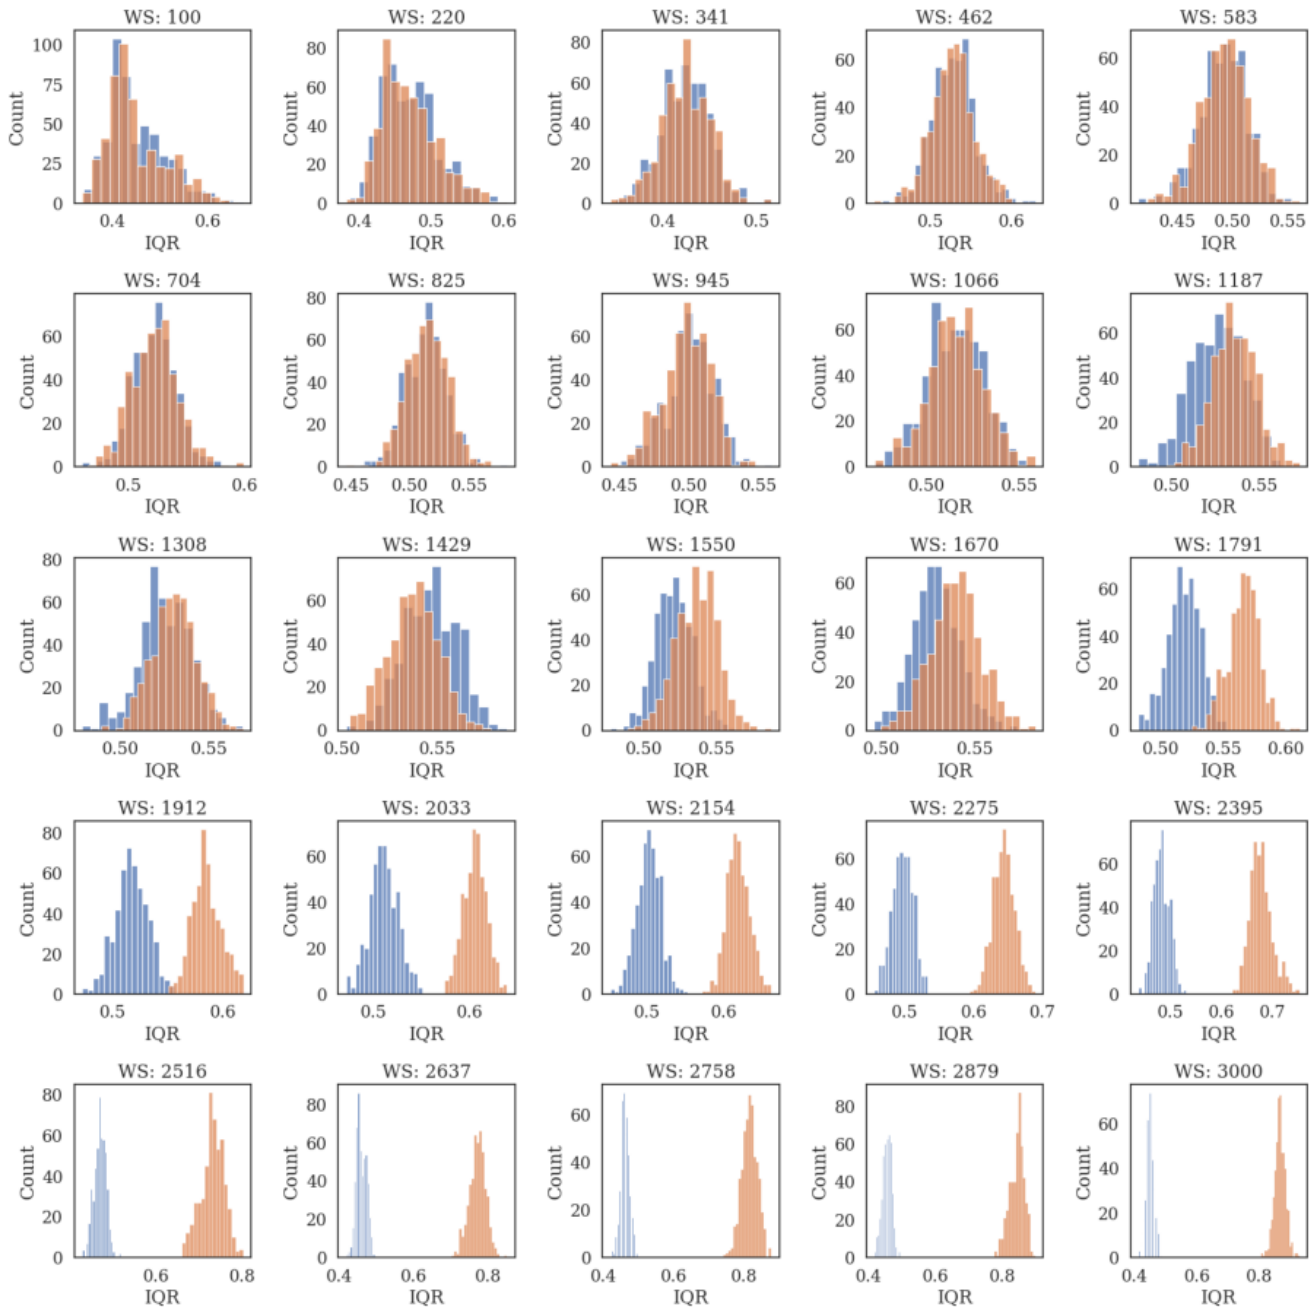 WS: 100
WS: 220
WS: 341
WS: 462
WS: 583
100
75
50
25
0
Count
0.4 0.6
IQR
80
60
40
20
0
Count
0.4 0.5 0.6
IQR
80
60
40
20
0
Count
0.4 0.5
IQR
60
40
20
0
Count
0.5 0.6
IQR
60
40
20
0
Count
0.45 0.50 0.55
IQR
WS: 704
WS: 825
WS: 945
WS: 1066
WS: 1187
60
40
20
0
Count
0.5 0.6
IQR
80
60
40
20
0
Count
0.45 0.50 0.55
IQR
60
40
20
0
Count
0.45 0.50 0.55
IQR
60
40
20
0
Count
0.50 0.55
IQR
60
40
20
0
Count
0.50 0.55
IQR
WS: 1308
WS: 1429
WS: 1550
WS: 1670
WS: 1791
80
60
40
20
0
Count
0.50 0.55
IQR
60
40
20
0
Count
0.50 0.55
IQR
60
40
20
0
Count
0.50 0.55
IQR
60
40
20
0
Count
0.50 0.55
IQR
60
40
20
0
Count
0.50 0.55 0.60
IQR
WS: 1912
WS: 2033
WS: 2154
WS: 2275
WS: 2395
80
60
40
20
0
Count
0.5 0.6
IQR
60
40
20
0
Count
0.5 0.6
IQR
60
40
20
0
Count
0.5 0.6
IQR
60
40
20
0
Count
0.5 0.6 0.7
IQR
60
40
20
0
Count
0.5 0.6 0.7
IQR
WS: 2516
WS: 2637
WS: 2758
WS: 2879
WS: 3000
80
60
40
20
0
Count
0.6 0.8
IQR
80
60
40
20
0
Count
0.4 0.6 0.8
IQR
60
40
20
0
Count
0.4 0.6 0.8
IQR
80
60
40
20
0
Count
0.4 0.6 0.8
IQR
60
40
20
0
Count
0.4 0.6 0.8
IQR